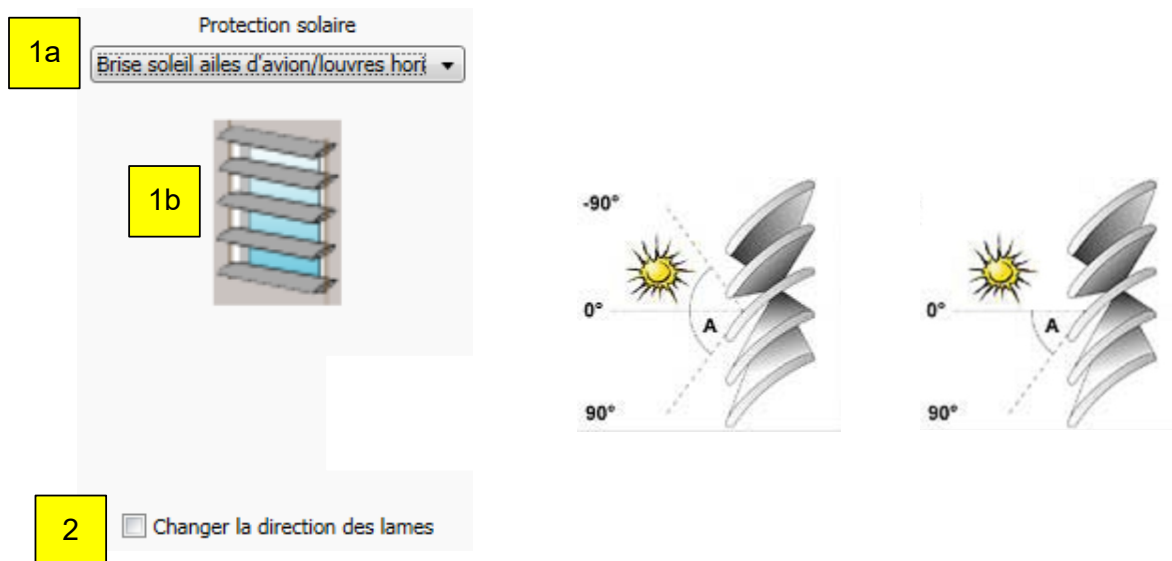 Protection solaire
1a
Brise soleil ailes d'avion/louvres hori
1b
-90°
0°
A
90°
0°
A
90°
2
Changer la direction des lames